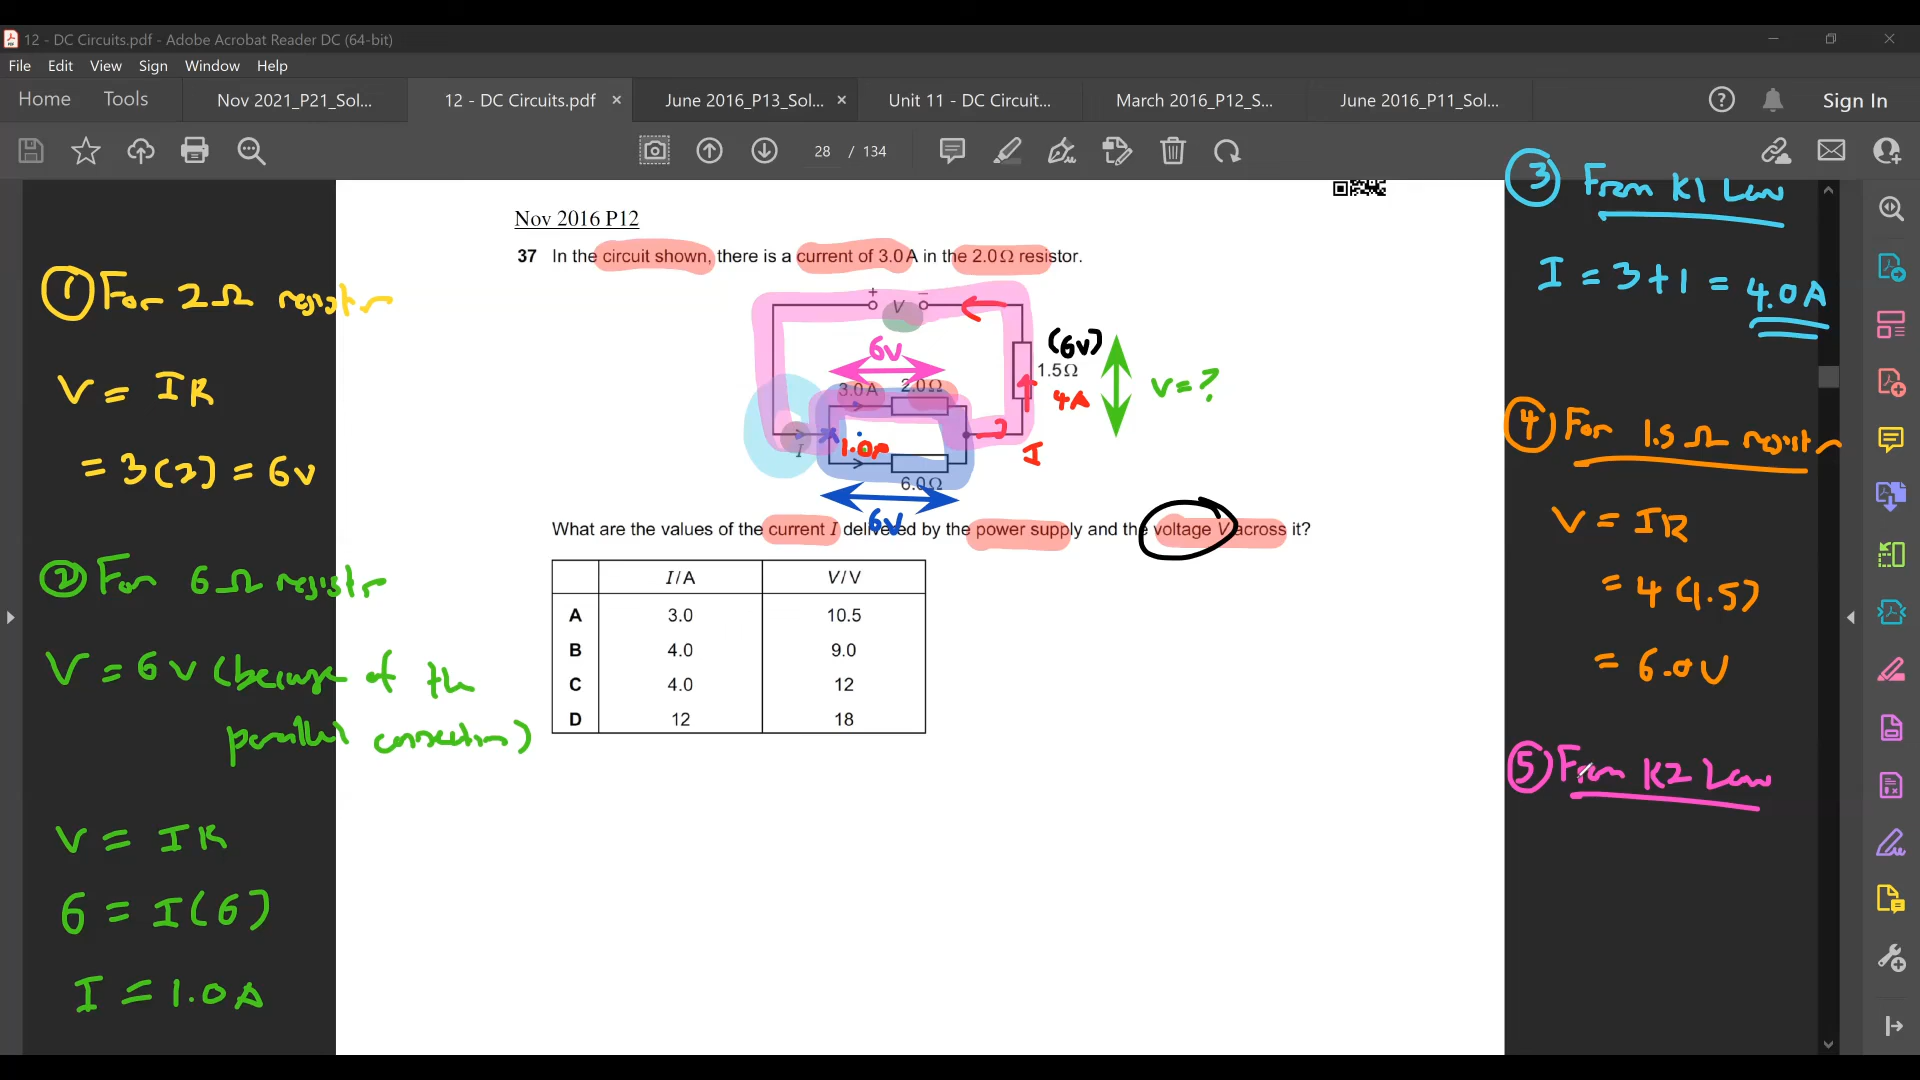 12 - DC Circuits.pdf - Adobe Acrobat Reader DC (64-bit)
File Edit View Sign Window Help
Home Tools Nov 2021_P21_Sol... 12 - DC Circuits.pdf × June 2016_P13_Sol... × Unit 11 - DC Circuit... March 2016_P12_S... June 2016_P11_Sol... Sign In
28 / 134
Nov 2016 P12
37 In the circuit shown, there is a current of 3.0 A in the 2.0 Ω resistor.
+ V −
6V
(6V)
1.5 Ω
V = ?
3.0 A 2.0 Ω
4A
1.0A
I
I
6.0 Ω
6V
What are the values of the current I delivered by the power supply and the voltage V across it?
I / A V / V
A 3.0 10.5
B 4.0 9.0
C 4.0 12
D 12 18
① For 2Ω resistor
V = IR
= 3(2) = 6V
② For 6Ω resistor
V = 6V (because of the
parallel connection)
V = IR
6 = I(6)
I = 1.0A
③ From K1 Law
I = 3+1 = 4.0A
④ For 1.5Ω resistor
V = IR
= 4(1.5)
= 6.0V
⑤ From K2 Law